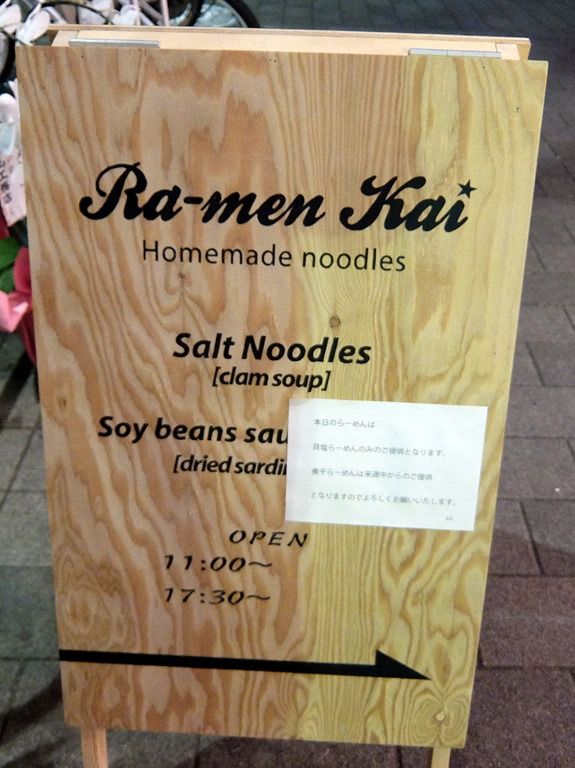 Ra-men Kai
Homemade noodles
Salt Noodles
[clam soup]
Soy beans sau
[dried sardi
本日のらーめんは
貝塩らーめんのみのご提供となります。
煮干らーめんは来週中からのご提供
となりますのでよろしくお願いいたします。
OPEN
11:00～
17:30～